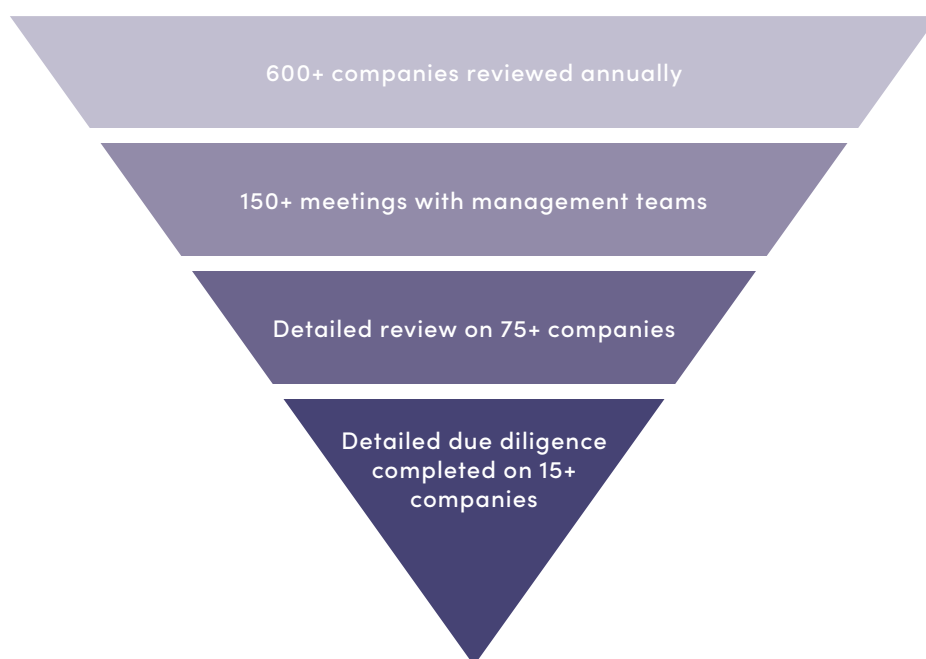 600+ companies reviewed annually
150+ meetings with management teams
Detailed review on 75+ companies
Detailed due diligence
completed on 15+
companies